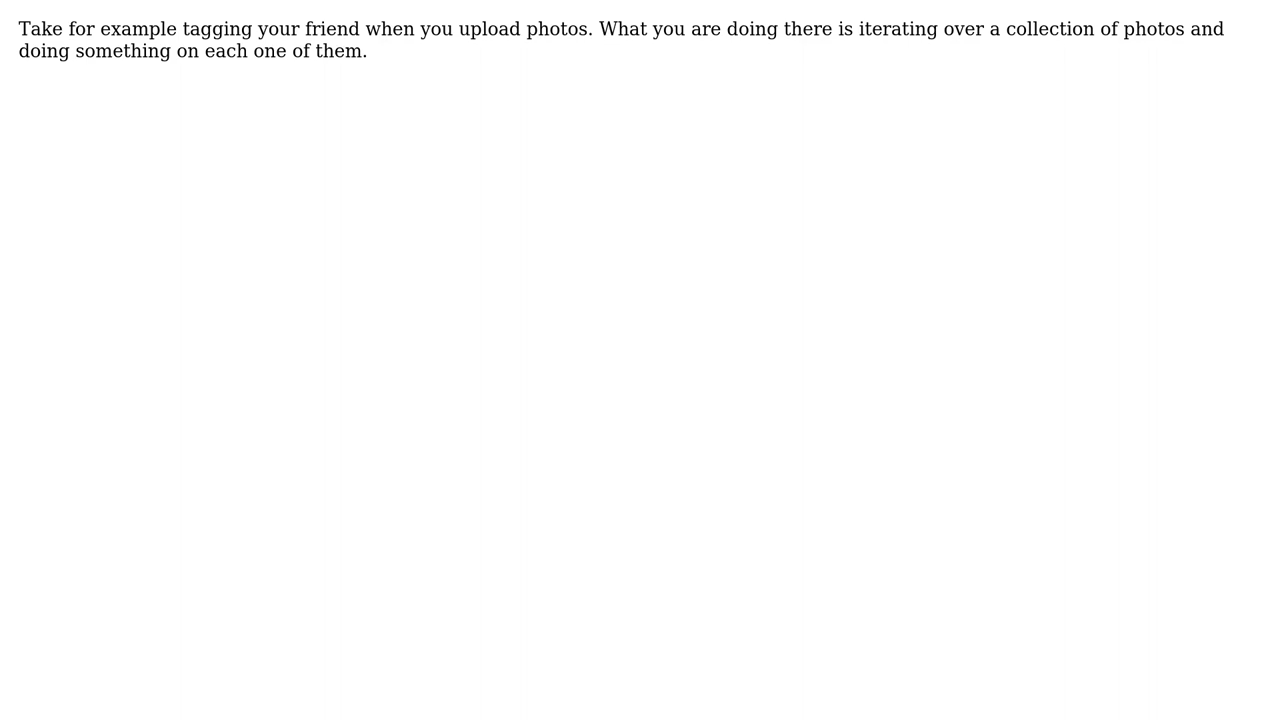 Take for example tagging your friend when you upload photos. What you are doing there is iterating over a collection of photos and
doing something on each one of them.